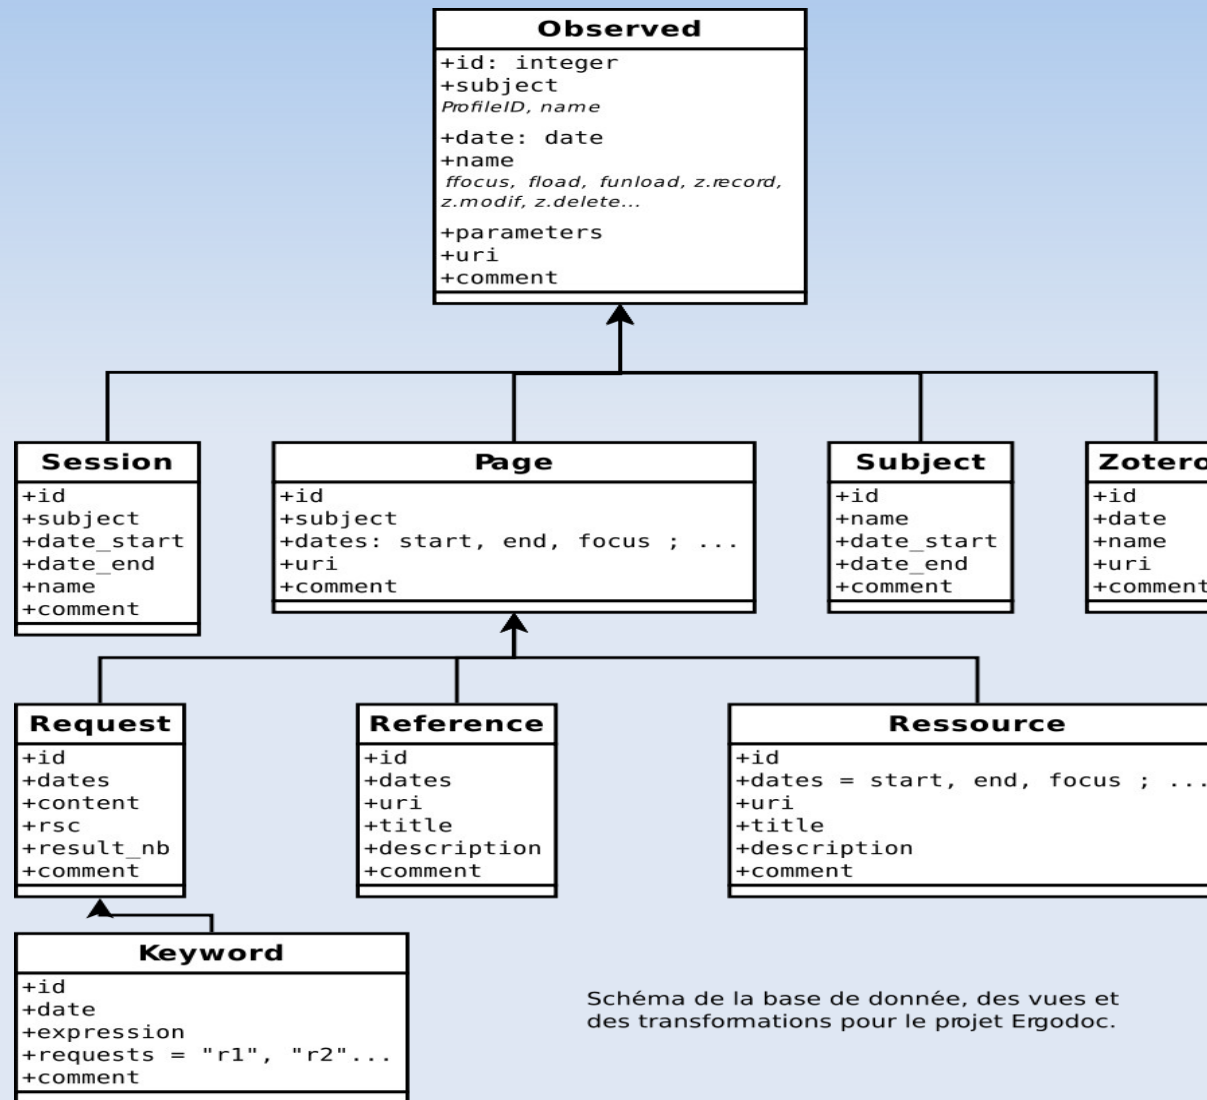 Observed
+id: integer
+subject
ProfileID, name
+date: date
+name
ffocus, fload, funload, z.record,
z.modif, z.delete...
+parameters
+uri
+comment
Session
+id
+subject
+date_start
+date_end
+name
+comment
Page
+id
+subject
+dates: start, end, focus ; ...
+uri
+comment
Subject
+id
+name
+date_start
+date_end
+comment
Zotero
+id
+date
+name
+uri
+comment
Request
+id
+dates
+content
+rsc
+result_nb
+comment
Reference
+id
+dates
+uri
+title
+description
+comment
Ressource
+id
+dates = start, end, focus ; ...
+uri
+title
+description
+comment
Keyword
+id
+date
+expression
+requests = "r1", "r2"...
+comment
Schéma de la base de donnée, des vues et
des transformations pour le projet Ergodoc.